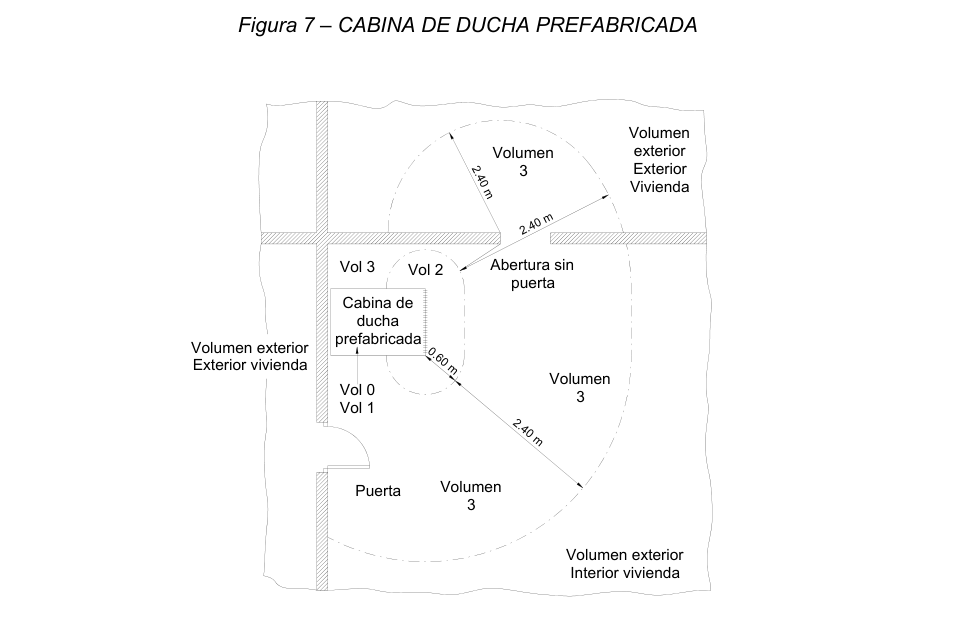 Figura 7 – CABINA DE DUCHA PREFABRICADA
Volumen
exterior
Exterior
Vivienda
Volumen
3
2.40 m
2.40 m
Vol 3
Vol 2
Abertura sin
puerta
Cabina de
ducha
prefabricada
Volumen exterior
Exterior vivienda
0.60 m
Vol 0
Vol 1
Volumen
3
2.40 m
Puerta
Volumen
3
Volumen exterior
Interior vivienda